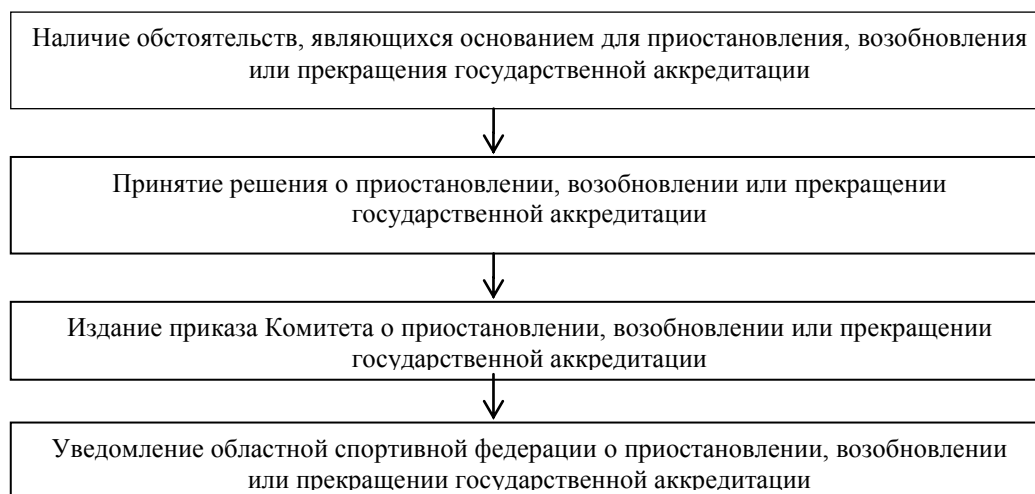 Наличие обстоятельств, являющихся основанием для приостановления, возобновления
или прекращения государственной аккредитации
Принятие решения о приостановлении, возобновлении или прекращении
государственной аккредитации
Издание приказа Комитета о приостановлении, возобновлении или прекращении
государственной аккредитации
Уведомление областной спортивной федерации о приостановлении, возобновлении
или прекращении государственной аккредитации